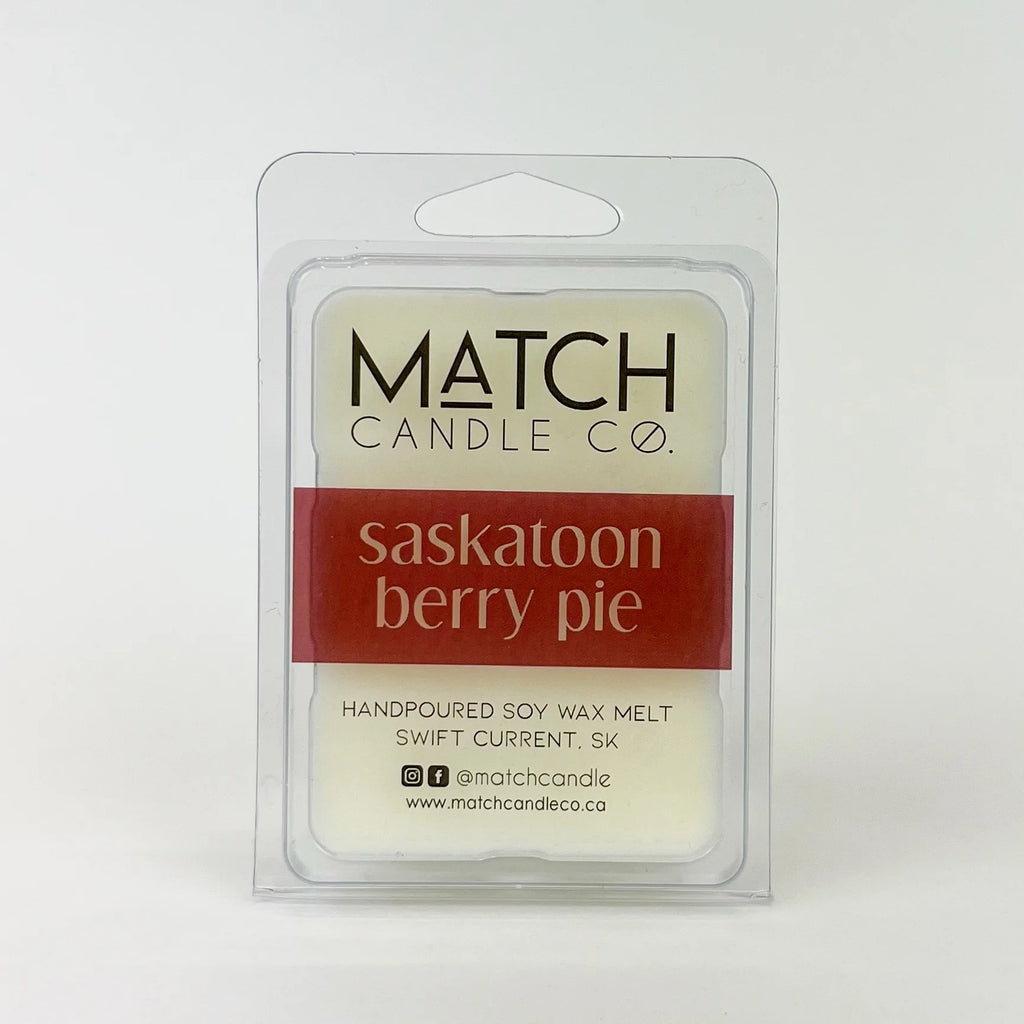 MATCH
CANDLE CO.
saskatoon
berry pie
HANDPOURED SOY WAX MELT
SWIFT CURRENT, SK
@matchcandle
www.matchcandleco.ca